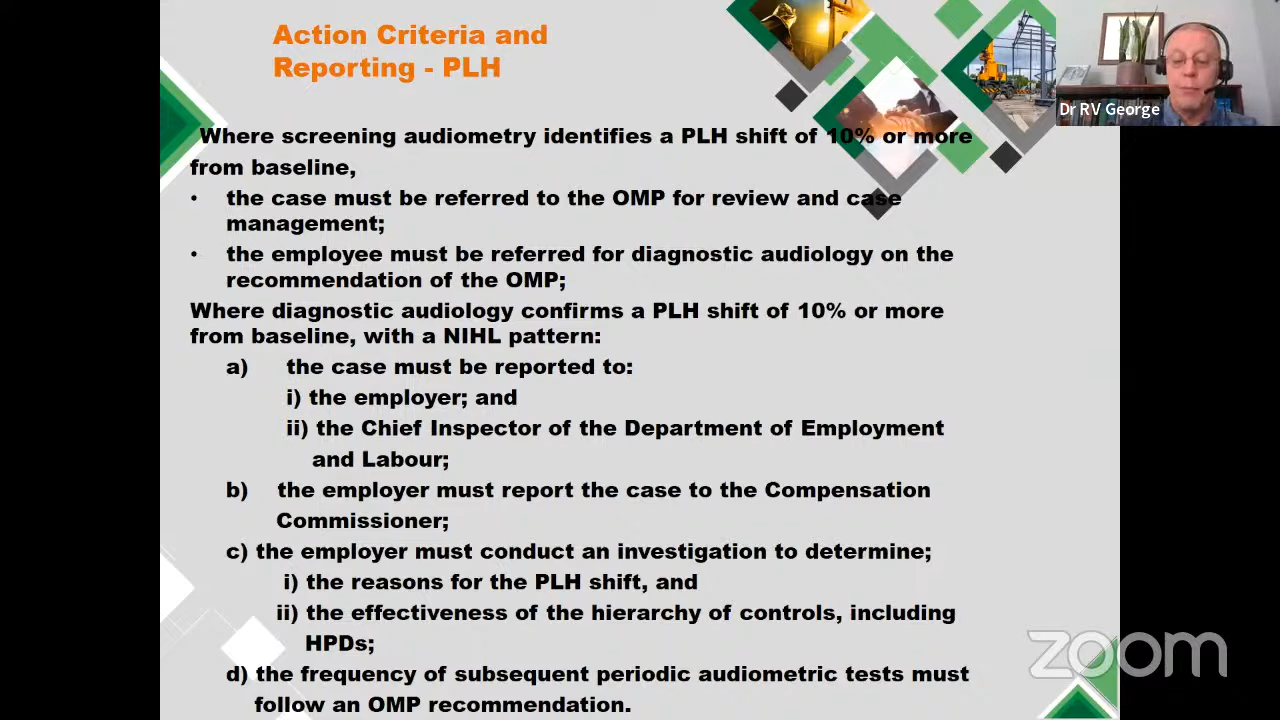 Action Criteria and
Reporting - PLH
Dr RV George
Where screening audiometry identifies a PLH shift of 10% or more
from baseline,
• the case must be referred to the OMP for review and case
management;
• the employee must be referred for diagnostic audiology on the
recommendation of the OMP;
Where diagnostic audiology confirms a PLH shift of 10% or more
from baseline, with a NIHL pattern:
a) the case must be reported to:
i) the employer; and
ii) the Chief Inspector of the Department of Employment
and Labour;
b) the employer must report the case to the Compensation
Commissioner;
c) the employer must conduct an investigation to determine;
i) the reasons for the PLH shift, and
ii) the effectiveness of the hierarchy of controls, including
HPDs;
d) the frequency of subsequent periodic audiometric tests must
follow an OMP recommendation.
zoom